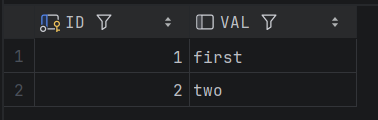 ID VAL
1 1 first
2 2 two